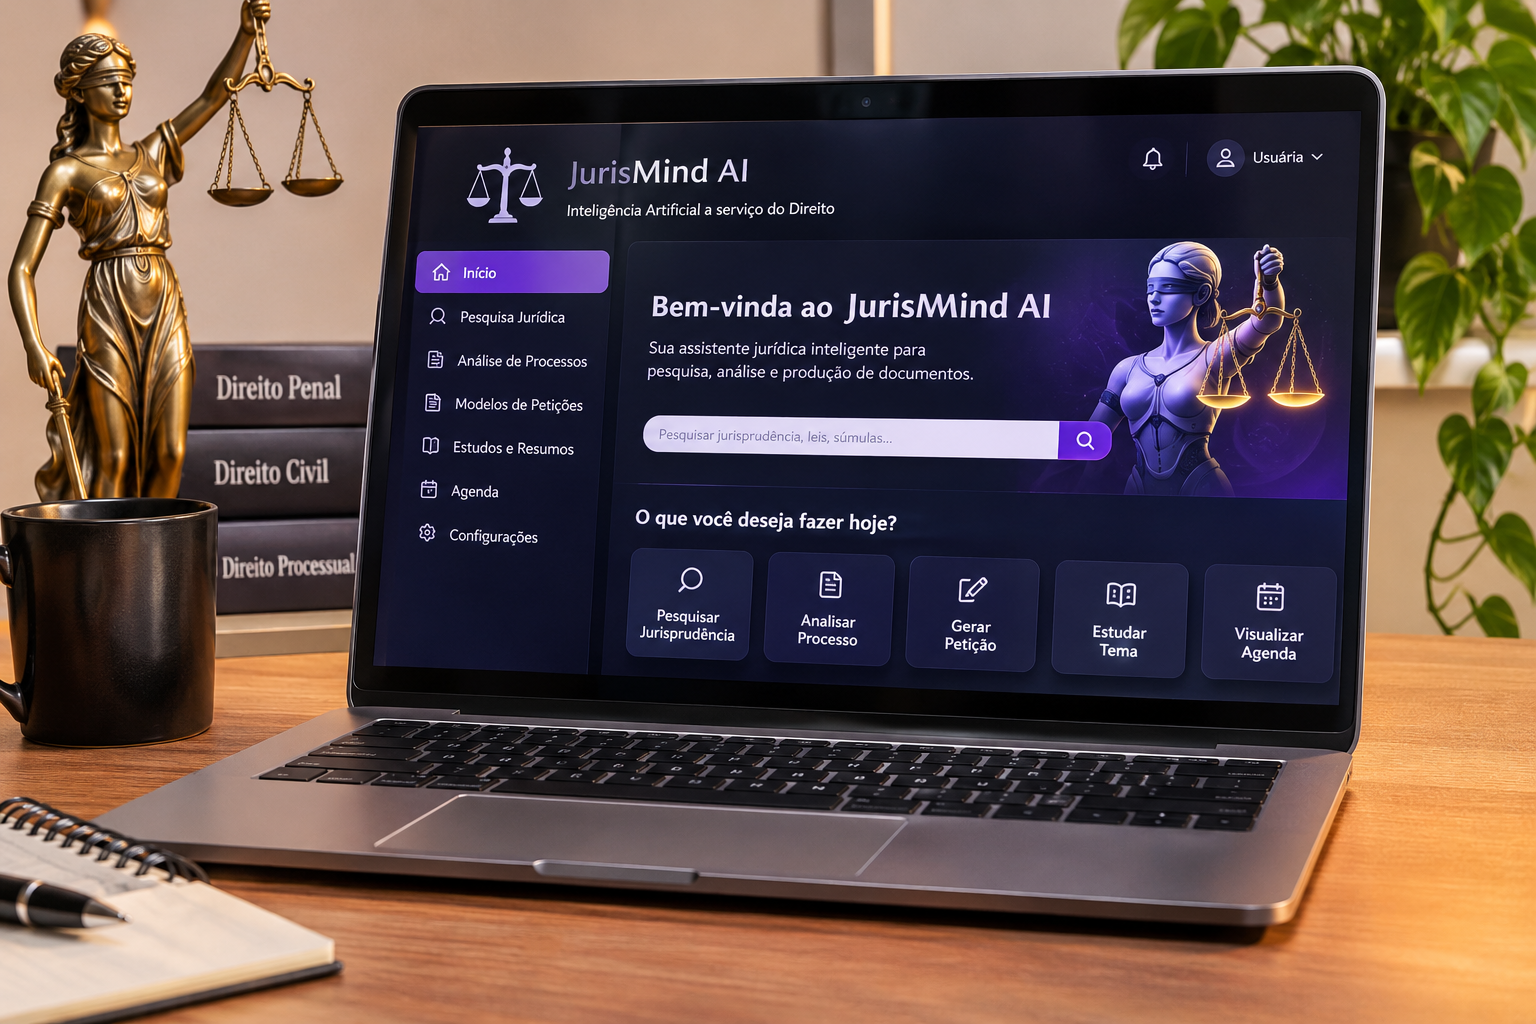 JurisMind AI
Inteligência Artificial a serviço do Direito
Usuária
Início
Pesquisa Jurídica
Análise de Processos
Modelos de Petições
Estudos e Resumos
Agenda
Configurações
Bem-vinda ao JurisMind AI
Sua assistente jurídica inteligente para
pesquisa, análise e produção de documentos.
Pesquisar jurisprudência, leis, súmulas...
O que você deseja fazer hoje?
Pesquisar
Jurisprudência
Analisar
Processo
Gerar
Petição
Estudar
Tema
Visualizar
Agenda
Direito Penal
Direito Civil
Direito Processual